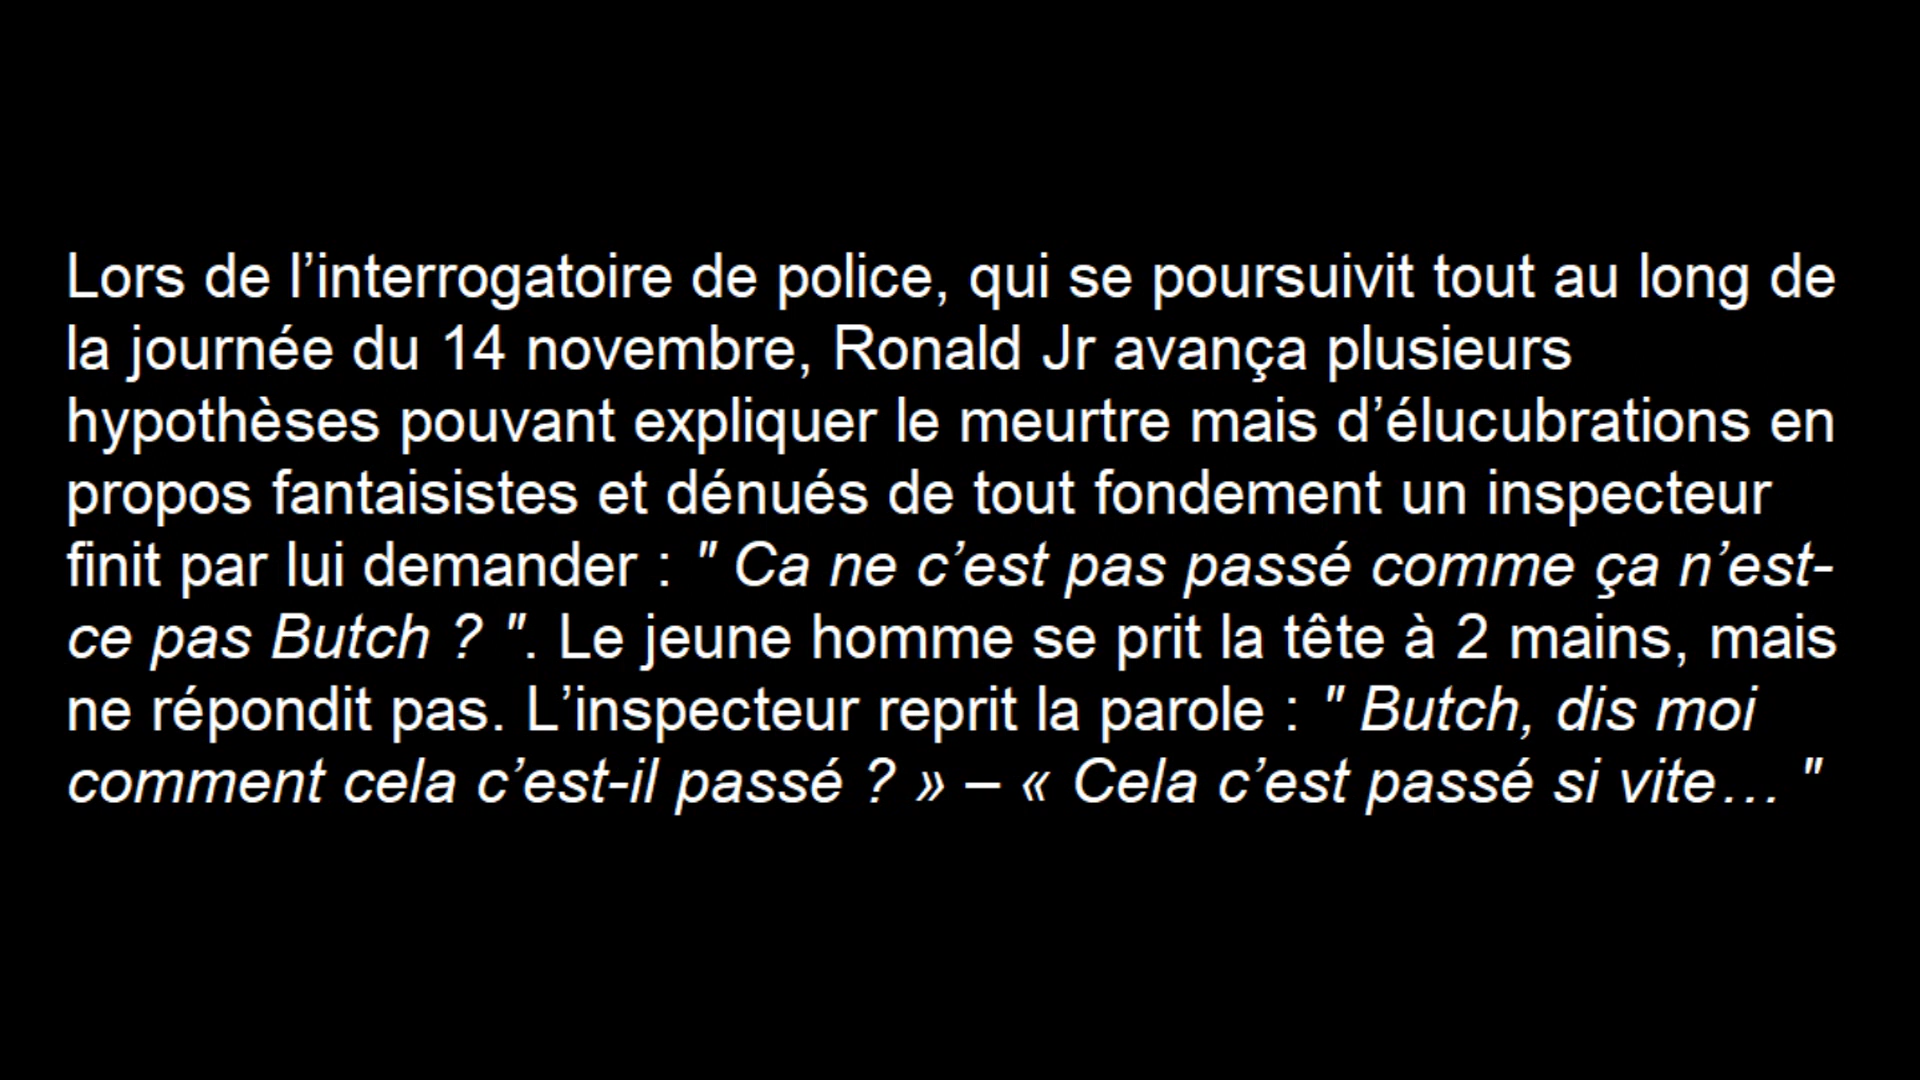 Lors de l’interrogatoire de police, qui se poursuivit tout au long de
la journée du 14 novembre, Ronald Jr avança plusieurs
hypothèses pouvant expliquer le meurtre mais d’élucubrations en
propos fantaisistes et dénués de tout fondement un inspecteur
finit par lui demander : " Ca ne c’est pas passé comme ça n’est-
ce pas Butch ? ". Le jeune homme se prit la tête à 2 mains, mais
ne répondit pas. L’inspecteur reprit la parole : " Butch, dis moi
comment cela c’est-il passé ? » – « Cela c’est passé si vite… "